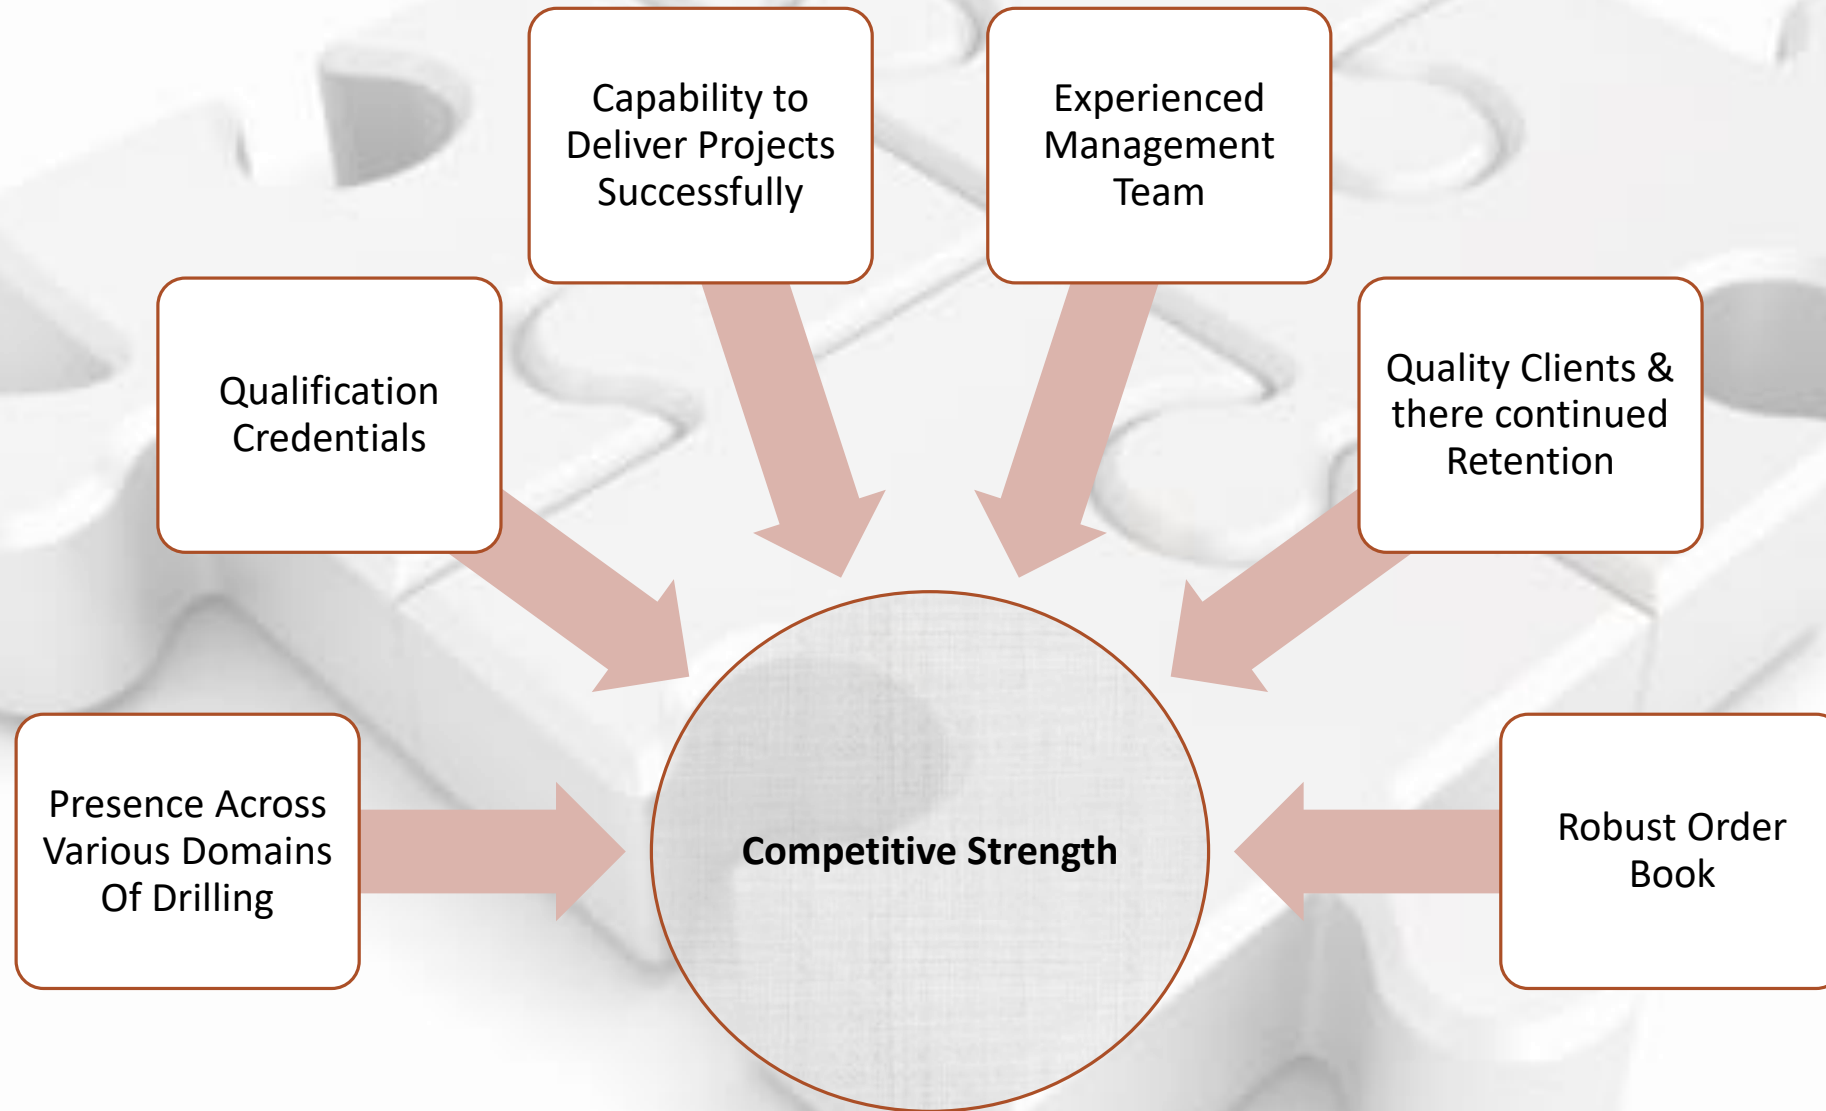 Capability to
Deliver Projects
Successfully
Experienced
Management
Team
Qualification
Credentials
Quality Clients &
there continued
Retention
Presence Across
Various Domains
Of Drilling
Competitive Strength
Robust Order
Book